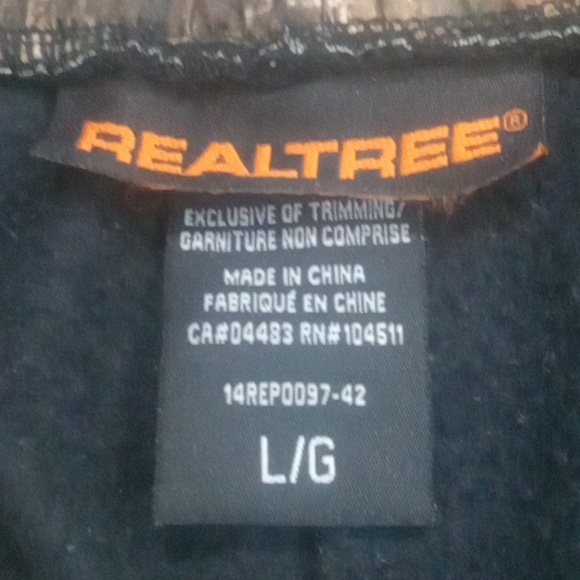 REALTREE®
EXCLUSIVE OF TRIMMING/
GARNITURE NON COMPRISE
MADE IN CHINA
FABRIQUÉ EN CHINE
CA#04483 RN#104511
14REP0097-42
L/G